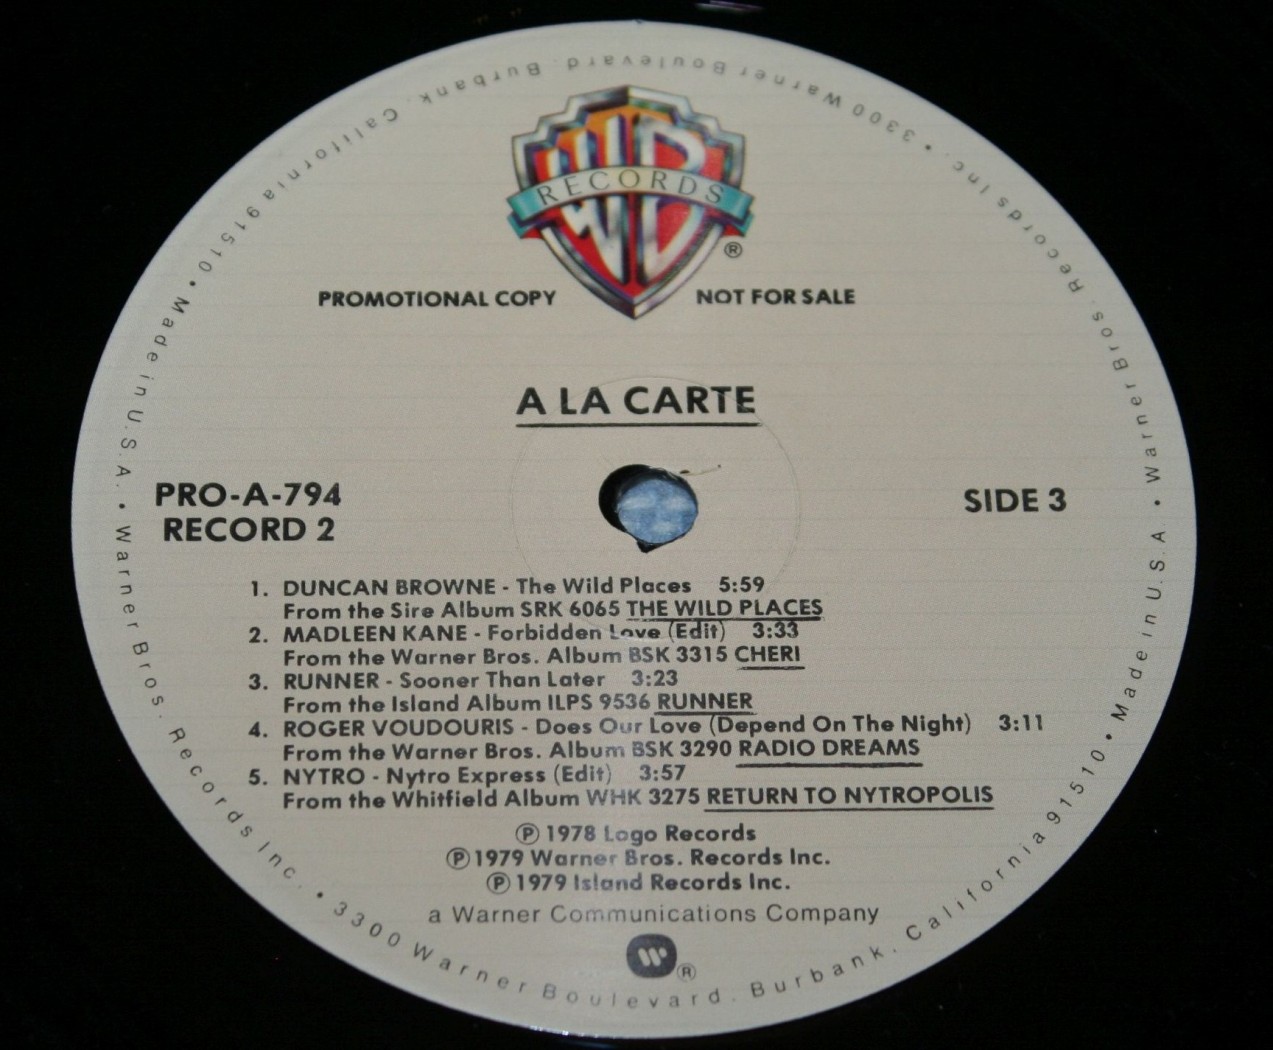 WB
RECORDS
®
PROMOTIONAL COPY NOT FOR SALE
A LA CARTE
PRO-A-794
RECORD 2
SIDE 3
1. DUNCAN BROWNE - The Wild Places 5:59
From the Sire Album SRK 6065 THE WILD PLACES
2. MADLEEN KANE - Forbidden Love (Edit) 3:33
From the Warner Bros. Album BSK 3315 CHERI
3. RUNNER - Sooner Than Later 3:23
From the Island Album ILPS 9536 RUNNER
4. ROGER VOUDOURIS - Does Our Love (Depend On The Night) 3:11
From the Warner Bros. Album BSK 3290 RADIO DREAMS
5. NYTRO - Nytro Express (Edit) 3:57
From the Whitfield Album WHK 3275 RETURN TO NYTROPOLIS
Ⓟ 1978 Logo Records
Ⓟ 1979 Warner Bros. Records Inc.
Ⓟ 1979 Island Records Inc.
a Warner Communications Company
®
Warner Bros. Records Inc. • 3300 Warner Boulevard. Burbank. California 91510 • Made in U.S.A. • Warner Bros. Records Inc. • 3300 Warner Boulevard. Burbank. California 91510 • Made in U.S.A •